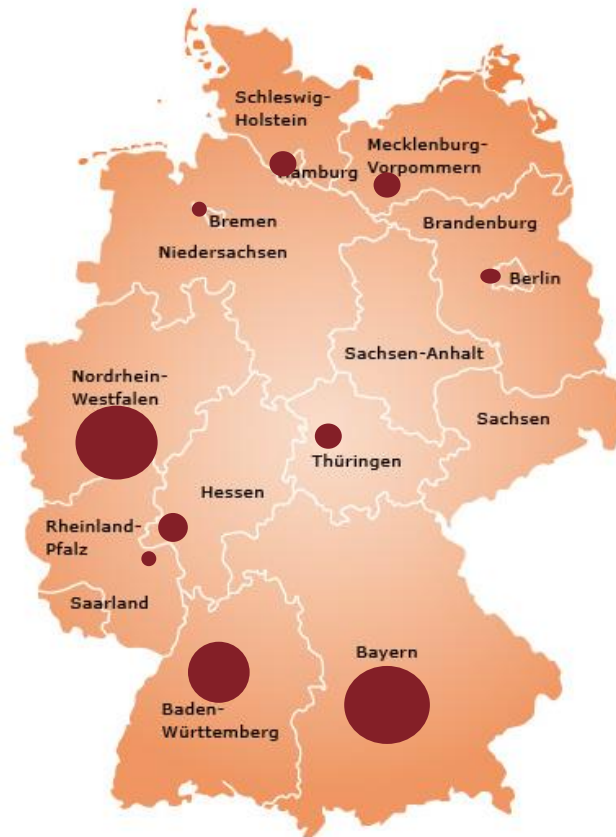 Schleswig-
Holstein
Mecklenburg-
Vorpommern
Hamburg
Bremen
Brandenburg
Niedersachsen
Berlin
Sachsen-Anhalt
Nordrhein-
Westfalen
Sachsen
Thüringen
Hessen
Rheinland-
Pfalz
Saarland
Bayern
Baden-
Württemberg